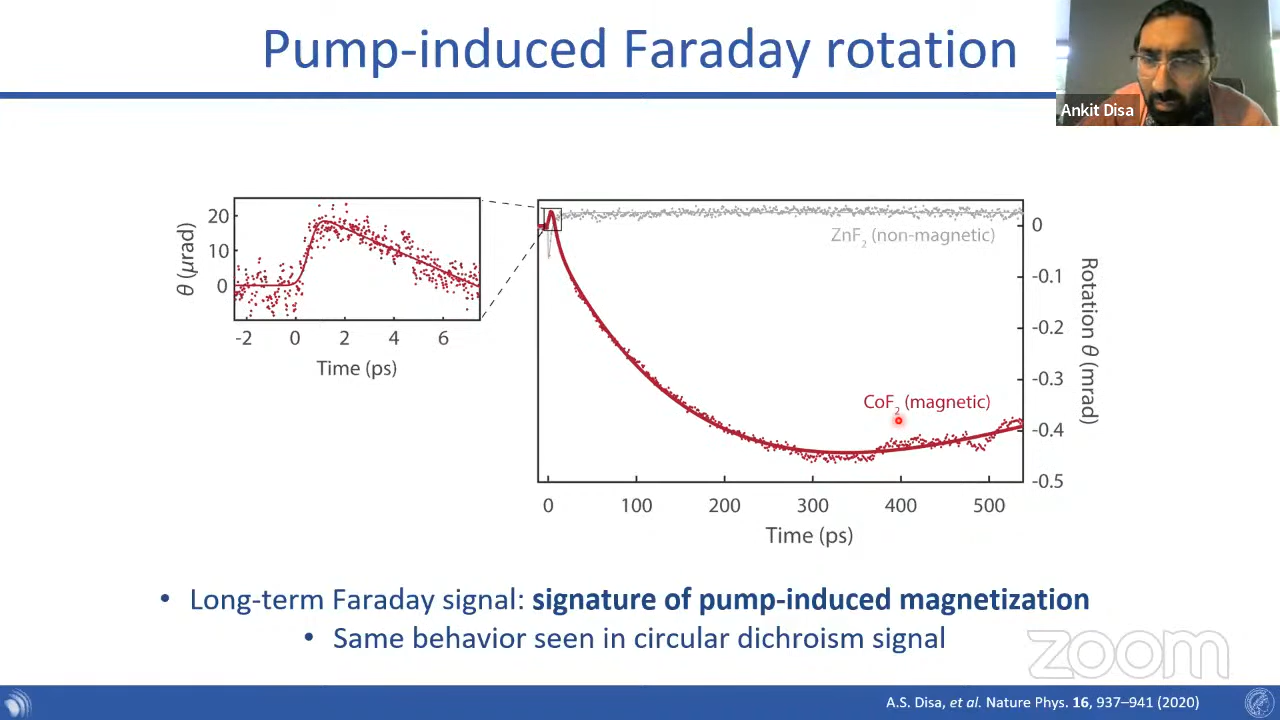 Pump-induced Faraday rotation
Ankit Disa
20
10
0
θ (μrad)
-2 0 2 4 6
Time (ps)
ZnF2 (non-magnetic)
CoF2 (magnetic)
0
-0.1
-0.2
-0.3
-0.4
-0.5
Rotation θ (mrad)
0 100 200 300 400 500
Time (ps)
• Long-term Faraday signal: signature of pump-induced magnetization
• Same behavior seen in circular dichroism signal
zoom
A.S. Disa, et al. Nature Phys. 16, 937–941 (2020)